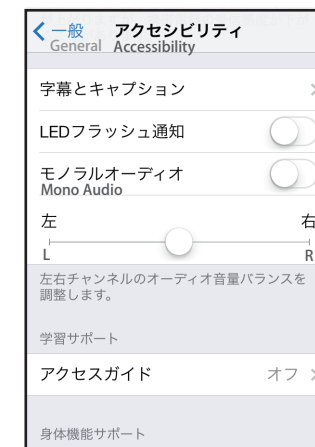 一般 アクセシビリティ
General Accessibility
字幕とキャプション
LEDフラッシュ通知
モノラルオーディオ
Mono Audio
左 右
L R
左右チャンネルのオーディオ音量バランスを
調整します。
学習サポート
アクセスガイド オフ
身体機能サポート